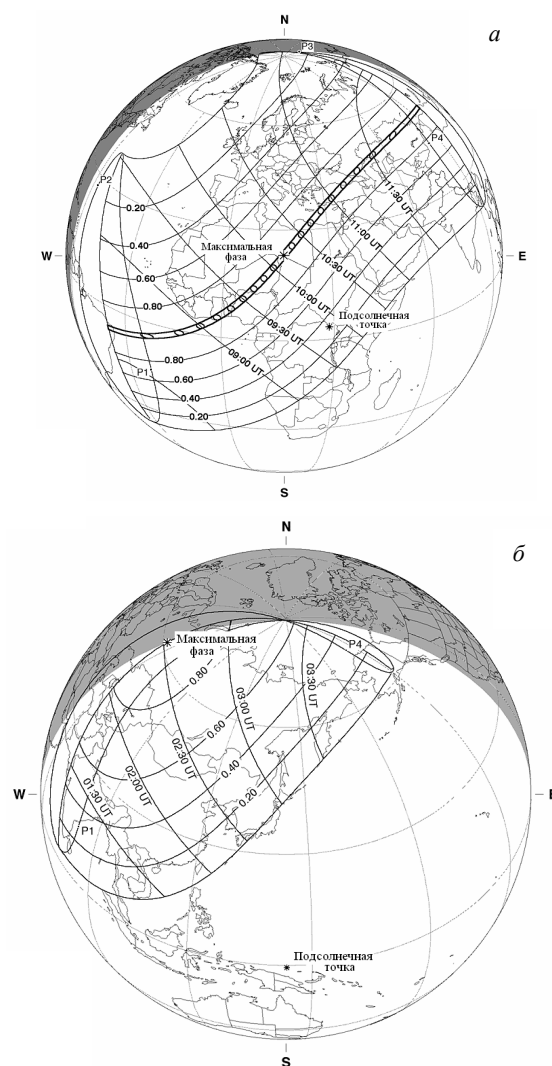 а
N
P3
P4
P2
0.20
0.40
11:30 UT
Максимальная
фаза
11:00 UT
W
E
10:30 UT
0.60
0.80
10:00 UT
Подсолнечная
точка
09:30 UT
0.80
09:00 UT
P1
0.60
0.40
0.20
S
б
N
Максимальная
фаза
P4
0.80
03:30 UT
03:00 UT
0.60
02:30 UT
0.40
02:00 UT
01:30 UT
0.20
W
P1
Подсолнечная
точка
S